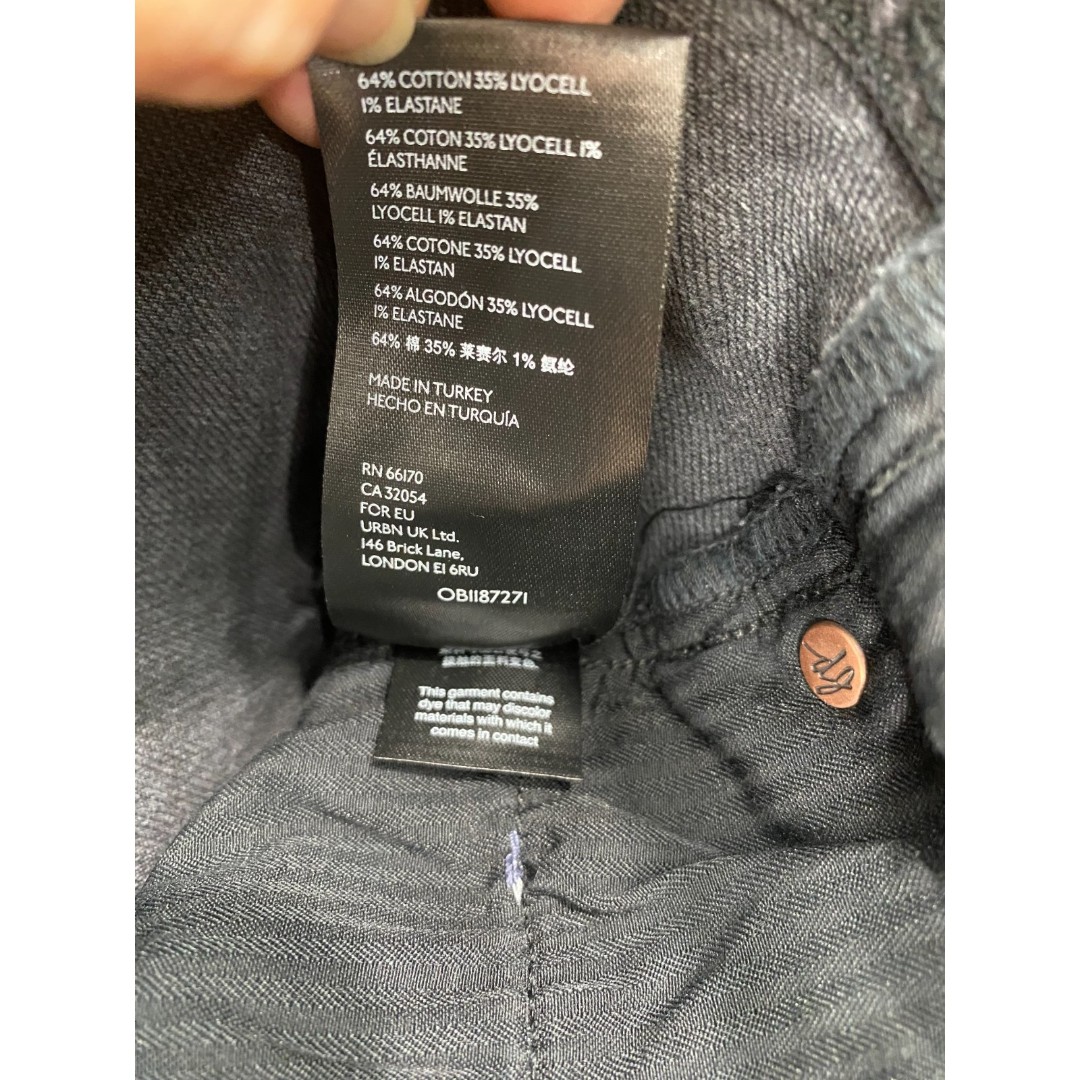 64% COTTON 35% LYOCELL
1% ELASTANE
64% COTON 35% LYOCELL 1%
ÉLASTHANNE
64% BAUMWOLLE 35%
LYOCELL 1% ELASTAN
64% COTONE 35% LYOCELL
1% ELASTAN
64% ALGODÓN 35% LYOCELL
1% ELASTANE
64% 棉 35% 莱赛尔 1% 氨纶
MADE IN TURKEY
HECHO EN TURQUÍA
RN 66170
CA 32054
FOR EU
URBN UK Ltd.
146 Brick Lane,
LONDON E1 6RU
OB1187271
This garment contains
dye that may discolor
materials with which it
comes in contact